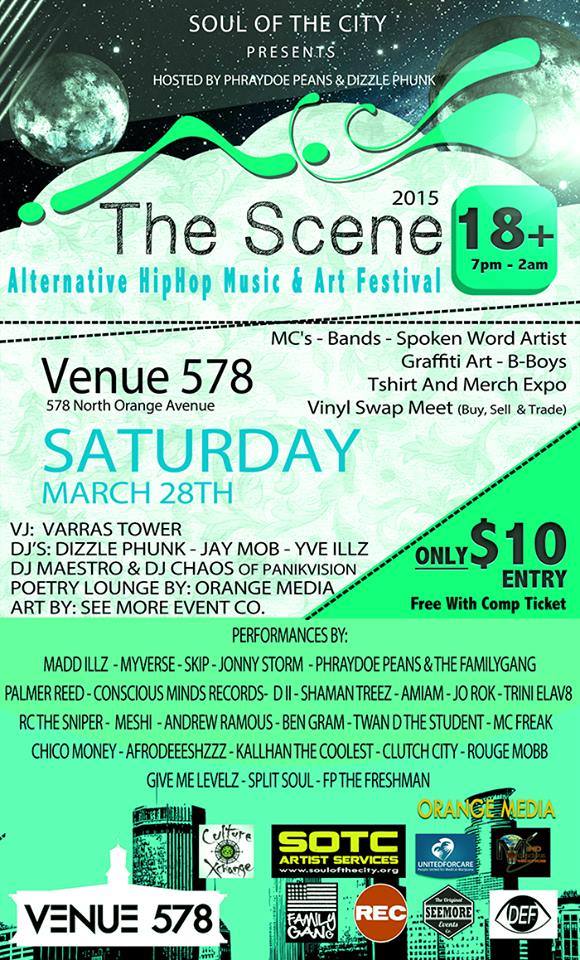 SOUL OF THE CITY
PRESENTS
HOSTED BY PHRAYDOE PEANS & DIZZLE PHUNK
2015
The Scene
18+
7pm - 2am
Alternative HipHop Music & Art Festival
MC's - Bands - Spoken Word Artist
Graffiti Art - B-Boys
Tshirt And Merch Expo
Vinyl Swap Meet (Buy, Sell & Trade)
Venue 578
578 North Orange Avenue
SATURDAY
MARCH 28TH
VJ: VARRAS TOWER
DJ'S: DIZZLE PHUNK - JAY MOB - YVE ILLZ
DJ MAESTRO & DJ CHAOS OF PANIKVISION
POETRY LOUNGE BY: ORANGE MEDIA
ART BY: SEE MORE EVENT CO.
ONLY $10
ENTRY
Free With Comp Ticket
PERFORMANCES BY:
MADD ILLZ - MYVERSE - SKIP - JONNY STORM - PHRAYDOE PEANS & THE FAMILYGANG
PALMER REED - CONSCIOUS MINDS RECORDS- D II - SHAMAN TREEZ - AMIAM - JO ROK - TRINI ELAV8
RC THE SNIPER - MESHI - ANDREW RAMOUS - BEN GRAM - TWAN D THE STUDENT - MC FREAK
CHICO MONEY - AFRODEEESHZZZ - KALLHAN THE COOLEST - CLUTCH CITY - ROUGE MOBB
GIVE ME LEVELZ - SPLIT SOUL - FP THE FRESHMAN
ORANGE MEDIA
Culture
Xchange
SOTC
ARTIST SERVICES
www.soulofthecity.org
UNITEDFORCARE
People United for Medical Marijuana
VENUE 578
FAMILY
GANG
REC
The Original
SEEMORE
Events
DEF